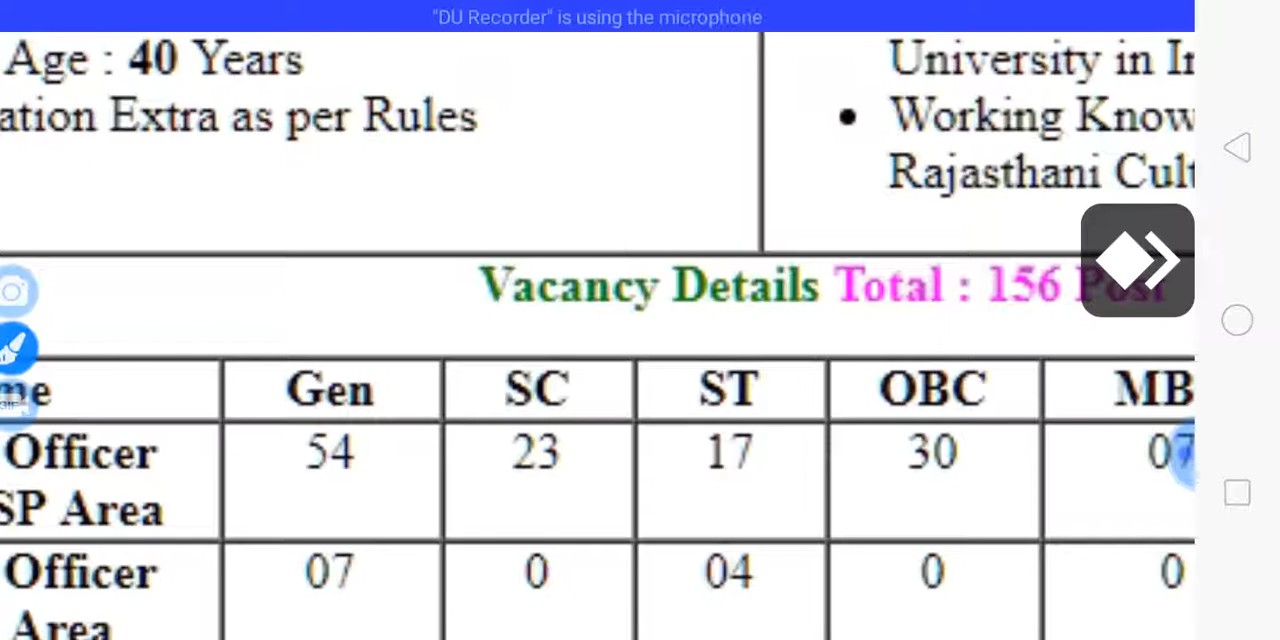 "DU Recorder" is using the microphone
Age : 40 Years
ation Extra as per Rules
University in In
• Working Know
Rajasthani Cult
Vacancy Details Total : 156 Post
me Gen SC ST OBC MB
Officer 54 23 17 30 07
SP Area
Officer 07 0 04 0 0
Area